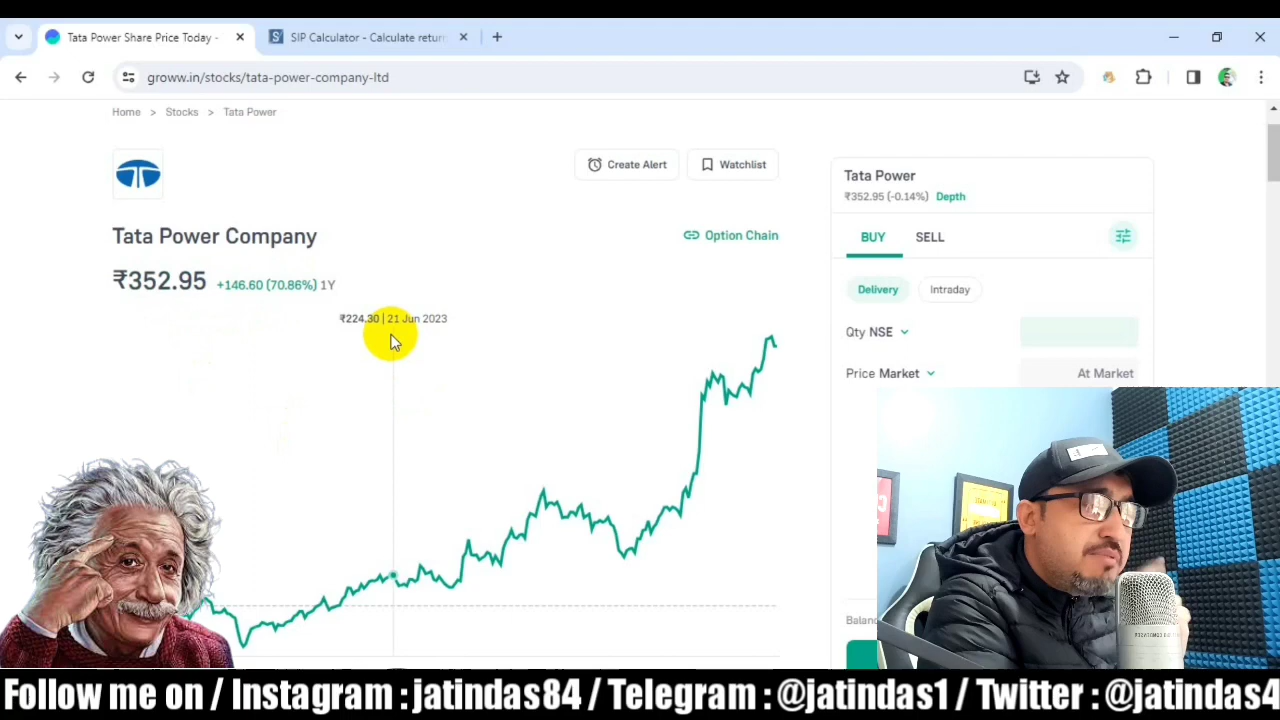 Tata Power Share Price Today -
SIP Calculator - Calculate return
groww.in/stocks/tata-power-company-ltd
Home > Stocks > Tata Power
Create Alert
Watchlist
Tata Power
₹352.95 (-0.14%) Depth
Tata Power Company
Option Chain
BUY SELL
₹352.95 +146.60 (70.86%) 1Y
Delivery Intraday
₹224.30 | 21 Jun 2023
Qty NSE
Price Market At Market
Balan
Follow me on / Instagram : jatindas84 / Telegram : @jatindas1 / Twitter : @jatindas4